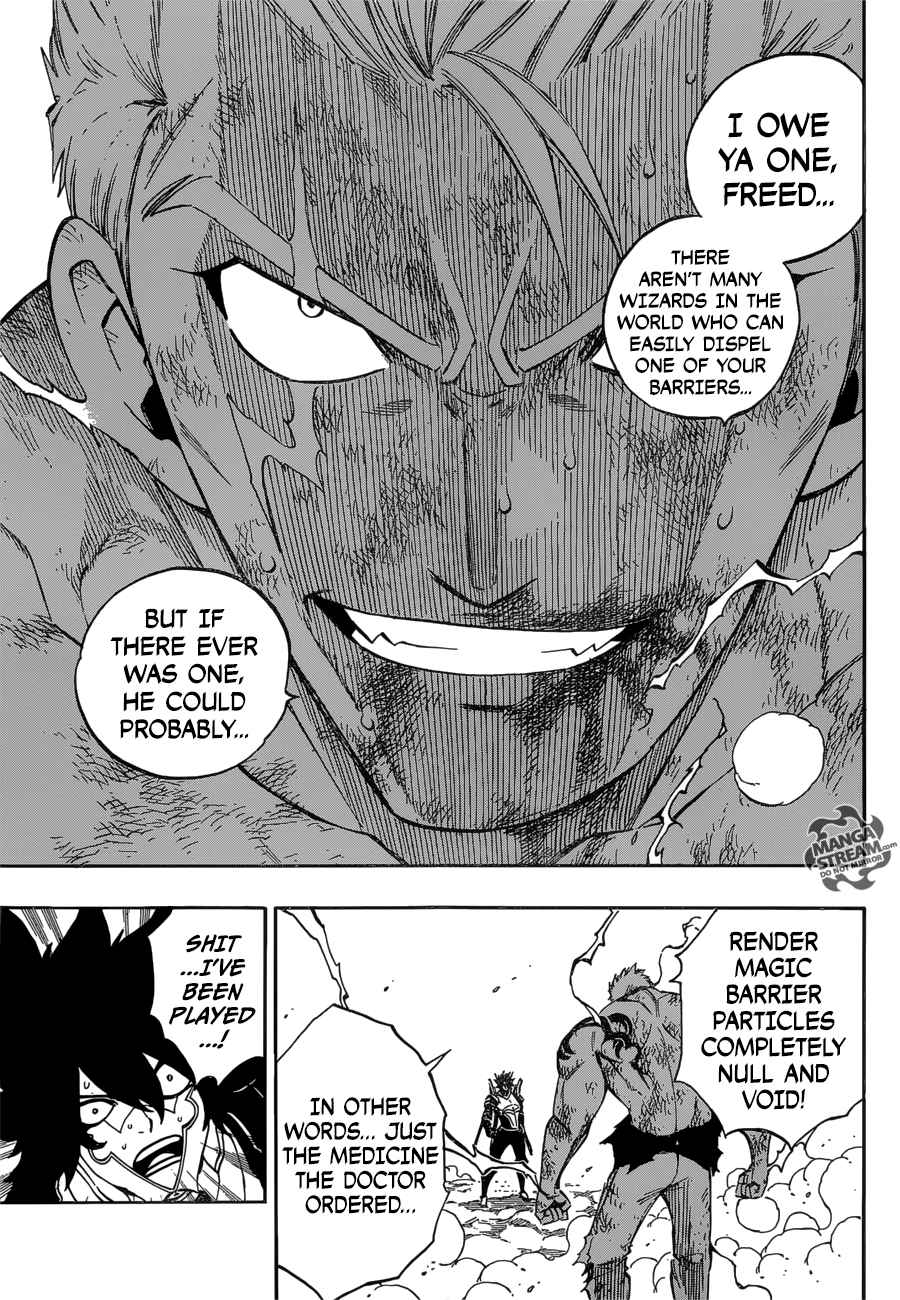 I OWE
YA ONE,
FREED...
THERE
AREN'T MANY
WIZARDS IN THE
WORLD WHO CAN
EASILY DISPEL
ONE OF YOUR
BARRIERS...
BUT IF
THERE EVER
WAS ONE,
HE COULD
PROBABLY...
MANGA
STREAM.com
DO NOT MIRROR
RENDER
MAGIC
BARRIER
PARTICLES
COMPLETELY
NULL AND
VOID!
IN OTHER
WORDS... JUST
THE MEDICINE
THE DOCTOR
ORDERED...
SHIT
...I'VE
BEEN
PLAYED
...!